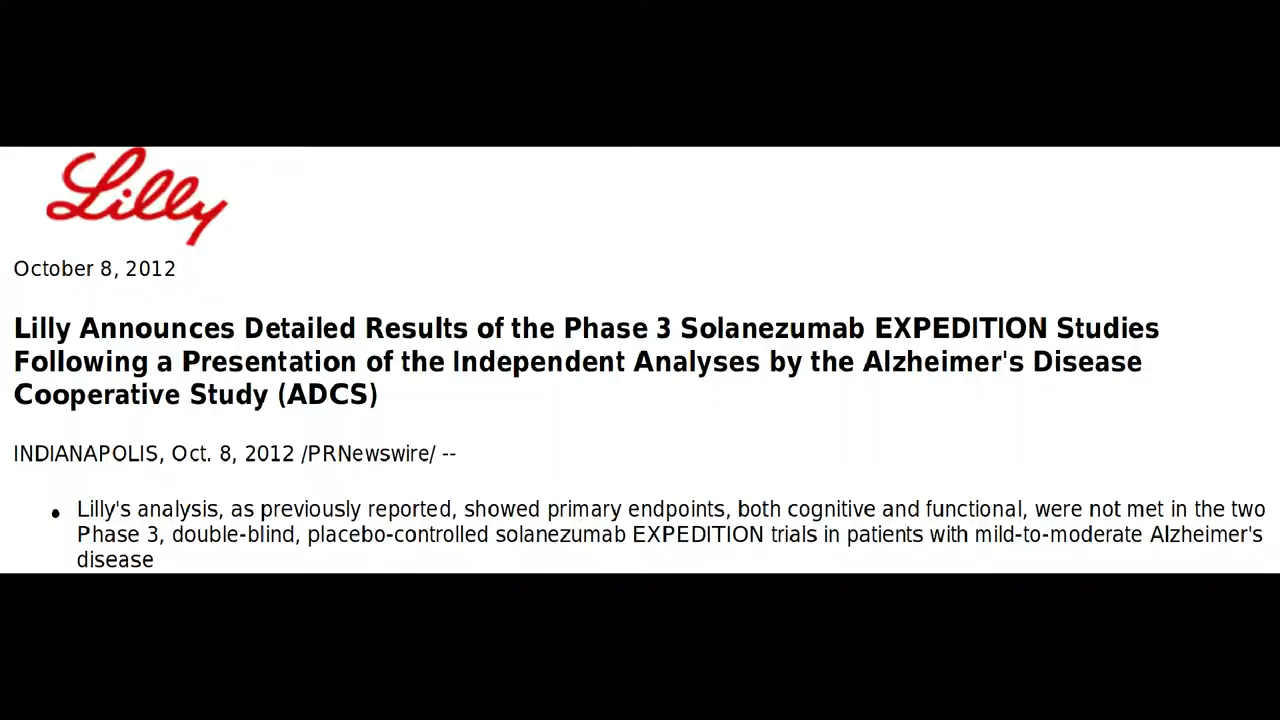 Lilly
October 8, 2012
Lilly Announces Detailed Results of the Phase 3 Solanezumab EXPEDITION Studies
Following a Presentation of the Independent Analyses by the Alzheimer's Disease
Cooperative Study (ADCS)
INDIANAPOLIS, Oct. 8, 2012 /PRNewswire/ --
• Lilly's analysis, as previously reported, showed primary endpoints, both cognitive and functional, were not met in the two
Phase 3, double-blind, placebo-controlled solanezumab EXPEDITION trials in patients with mild-to-moderate Alzheimer's
disease